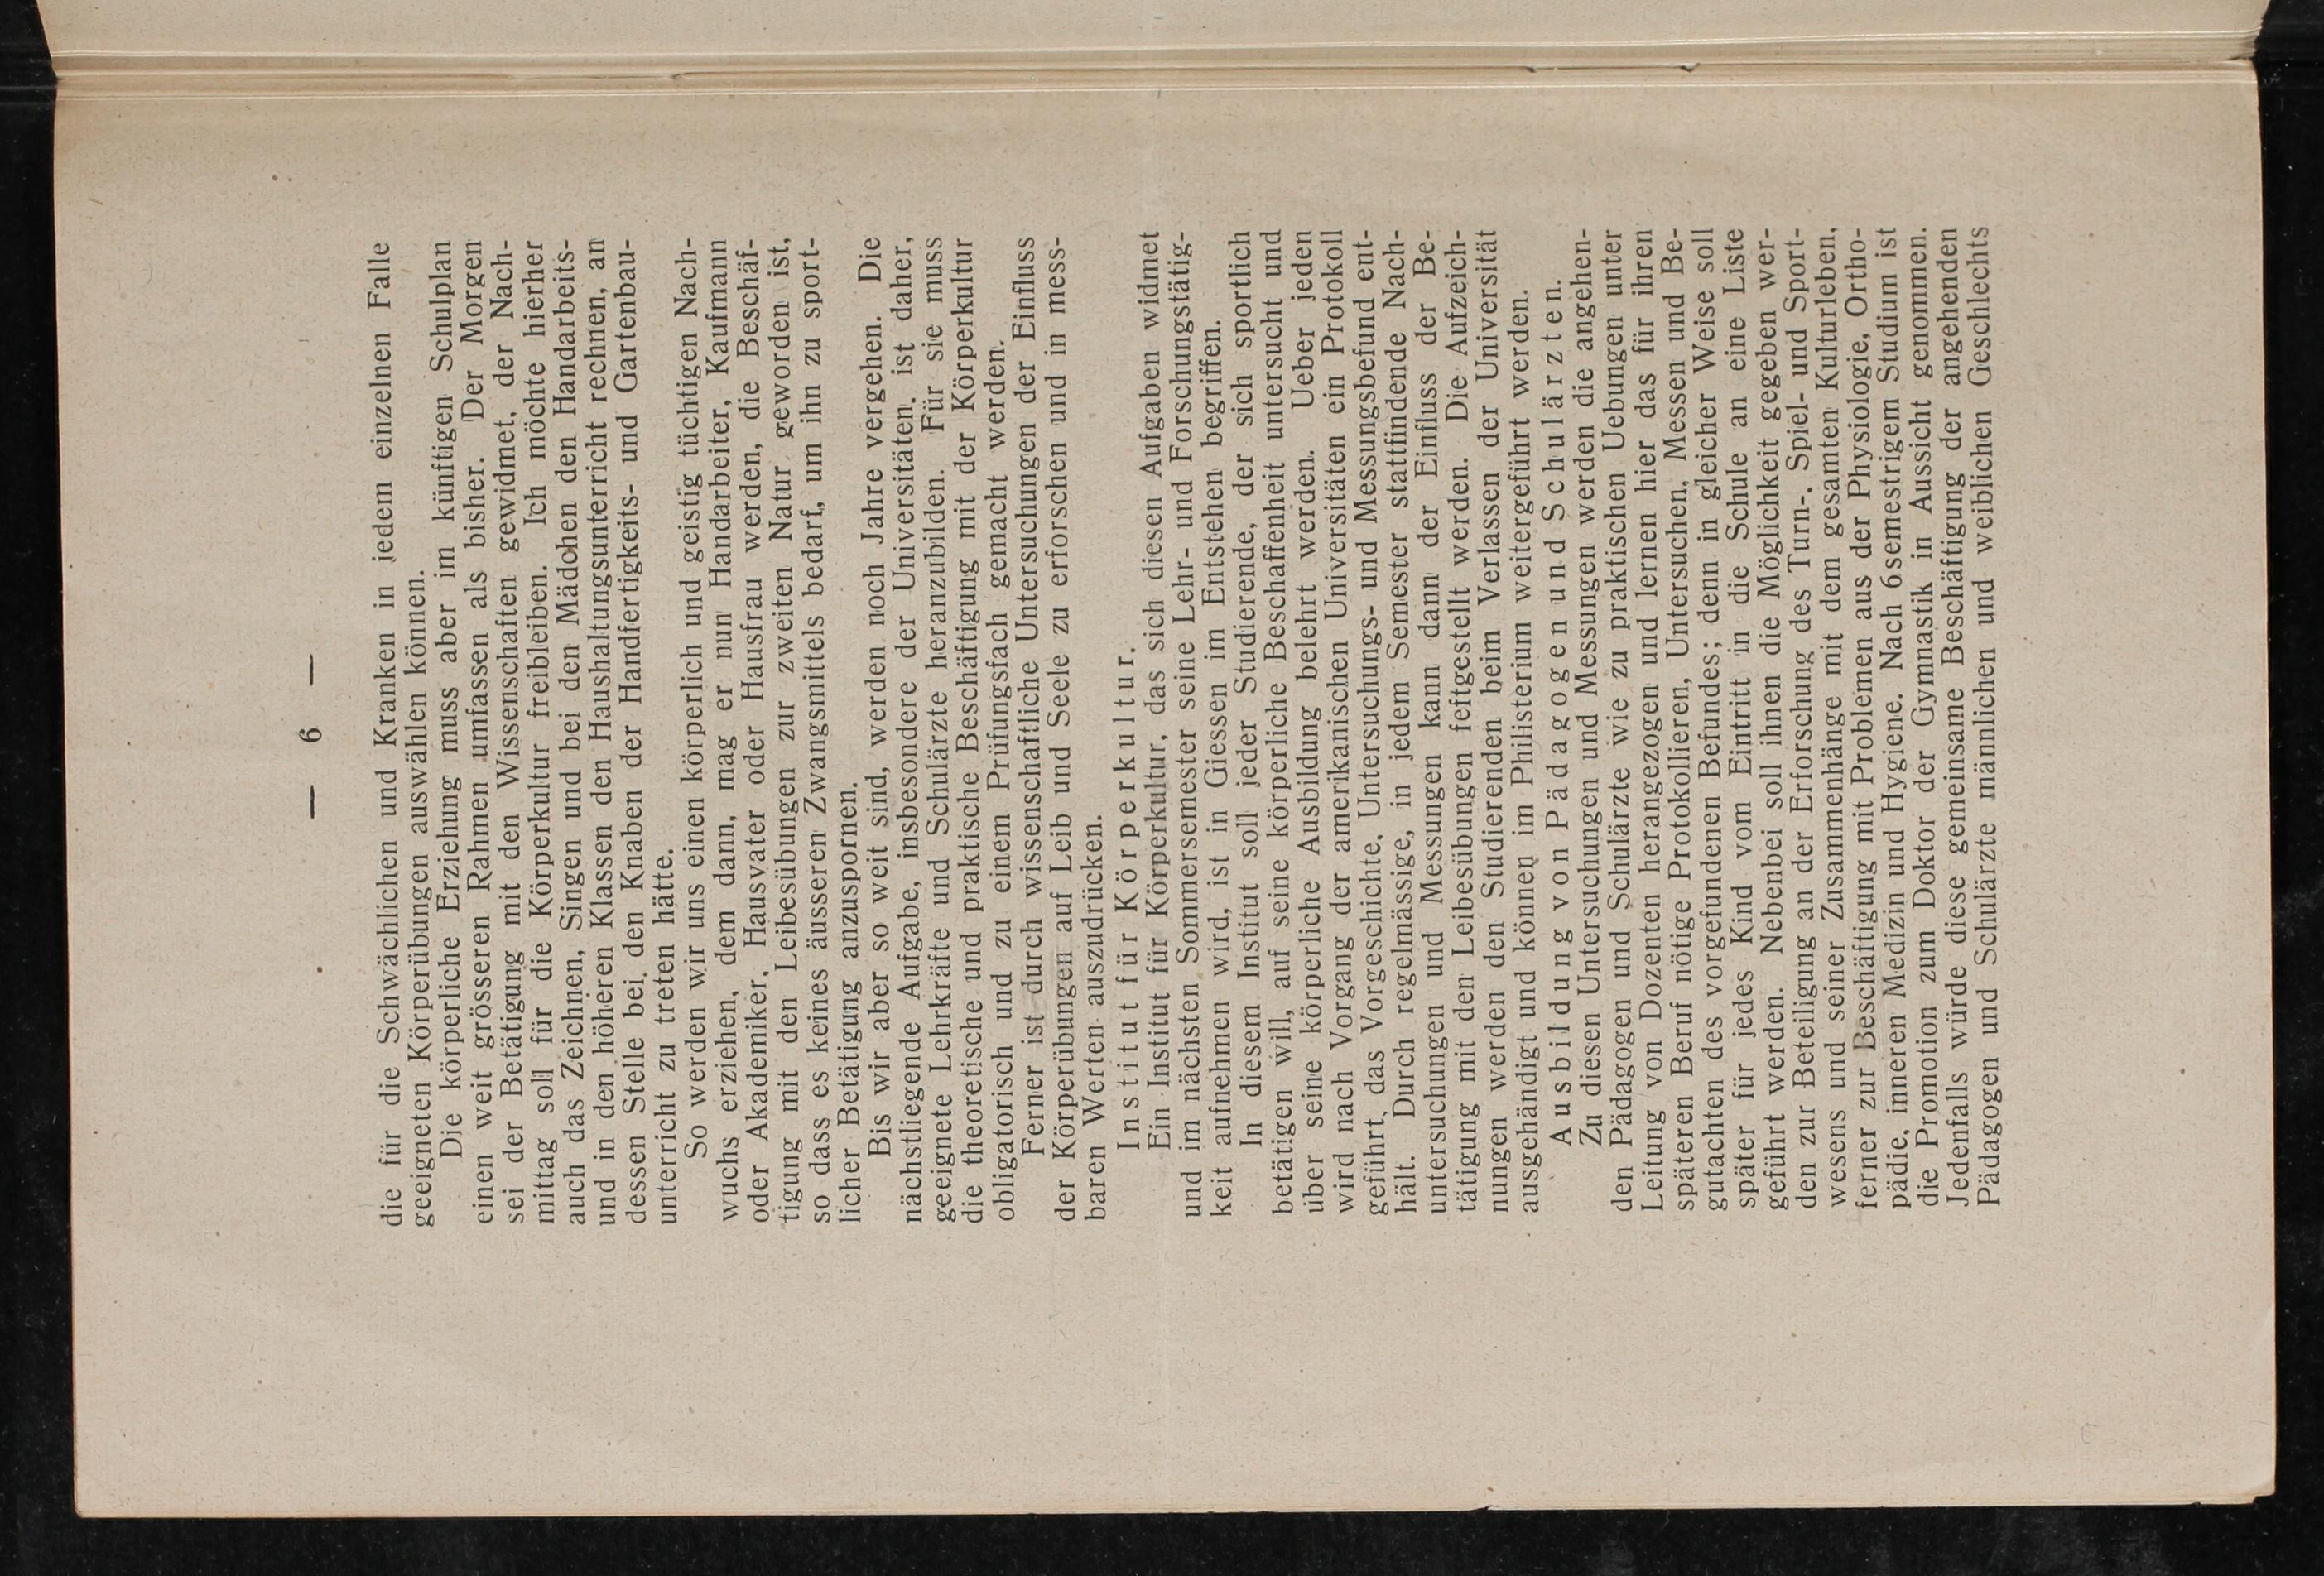 — 6 —
die für die Schwächlichen und Kranken in jedem einzelnen Falle
geeigneten Körperübungen auswählen können.
Die körperliche Erziehung muss aber im künftigen Schulplan
einen weit grösseren Rahmen umfassen als bisher. Der Morgen
sei der Betätigung mit den Wissenschaften gewidmet, der Nach-
mittag soll für die Körperkultur freibleiben. Ich möchte hierher
auch das Zeichnen, Singen und bei den Mädchen den Handarbeits-
und in den höheren Klassen den Haushaltungsunterricht rechnen, an
dessen Stelle bei den Knaben der Handfertigkeits- und Gartenbau-
unterricht zu treten hätte.
So werden wir uns einen körperlich und geistig tüchtigen Nach-
wuchs erziehen, dem dann, mag er nun Handarbeiter, Kaufmann
oder Akademiker, Hausvater oder Hausfrau werden, die Beschäf-
tigung mit den Leibesübungen zur zweiten Natur geworden ist,
so dass es keines äusseren Zwangsmittels bedarf, um ihn zu sport-
licher Betätigung anzuspornen.
Bis wir aber so weit sind, werden noch Jahre vergehen. Die
nächstliegende Aufgabe, insbesondere der Universitäten, ist daher,
geeignete Lehrkräfte und Schulärzte heranzubilden. Für sie muss
die theoretische und praktische Beschäftigung mit der Körperkultur
obligatorisch und zu einem Prüfungsfach gemacht werden.
Ferner ist durch wissenschaftliche Untersuchungen der Einfluss
der Körperübungen auf Leib und Seele zu erforschen und in mess-
baren Werten auszudrücken.
Institut für Körperkultur.
Ein Institut für Körperkultur, das sich diesen Aufgaben widmet
und im nächsten Sommersemester seine Lehr- und Forschungstätig-
keit aufnehmen wird, ist in Giessen im Entstehen begriffen.
In diesem Institut soll jeder Studierende, der sich sportlich
betätigen will, auf seine körperliche Beschaffenheit untersucht und
über seine körperliche Ausbildung belehrt werden. Ueber jeden
wird nach Vorgang der amerikanischen Universitäten ein Protokoll
geführt, das Vorgeschichte, Untersuchungs- und Messungsbefund ent-
hält. Durch regelmässige, in jedem Semester stattfindende Nach-
untersuchungen und Messungen kann dann der Einfluss der Be-
tätigung mit den Leibesübungen feftgestellt werden. Die Aufzeich-
nungen werden den Studierenden beim Verlassen der Universität
ausgehändigt und können im Philisterium weitergeführt werden.
Ausbildung von Pädagogen und Schulärzten.
Zu diesen Untersuchungen und Messungen werden die angehen-
den Pädagogen und Schulärzte wie zu praktischen Uebungen unter
Leitung von Dozenten herangezogen und lernen hier das für ihren
späteren Beruf nötige Protokollieren, Untersuchen, Messen und Be-
gutachten des vorgefundenen Befundes; denn in gleicher Weise soll
später für jedes Kind vom Eintritt in die Schule an eine Liste
geführt werden. Nebenbei soll ihnen die Möglichkeit gegeben wer-
den zur Beteiligung an der Erforschung des Turn-, Spiel- und Sport-
wesens und seiner Zusammenhänge mit dem gesamten Kulturleben,
ferner zur Beschäftigung mit Problemen aus der Physiologie, Ortho-
pädie, inneren Medizin und Hygiene. Nach 6semestrigem Studium ist
die Promotion zum Doktor der Gymnastik in Aussicht genommen.
Jedenfalls würde diese gemeinsame Beschäftigung der angehenden
Pädagogen und Schulärzte männlichen und weiblichen Geschlechts